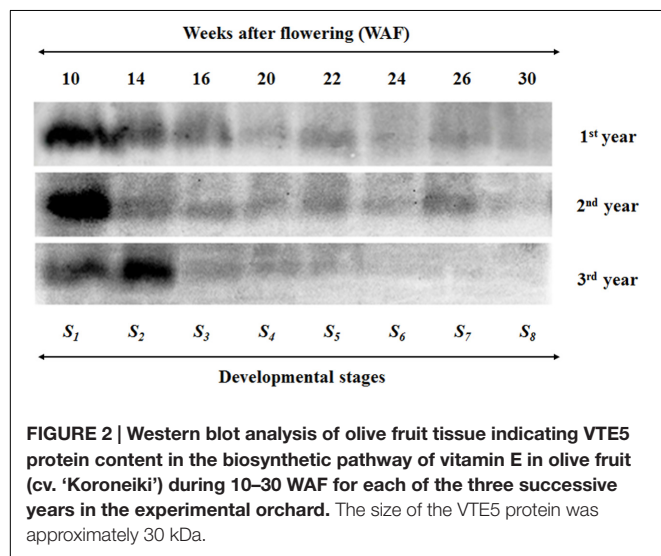 Weeks after flowering (WAF)
10 14 16 20 22 24 26 30
1st year
2nd year
3rd year
S1 S2 S3 S4 S5 S6 S7 S8
Developmental stages
FIGURE 2 | Western blot analysis of olive fruit tissue indicating VTE5
protein content in the biosynthetic pathway of vitamin E in olive fruit
(cv. ‘Koroneiki’) during 10–30 WAF for each of the three successive
years in the experimental orchard. The size of the VTE5 protein was
approximately 30 kDa.